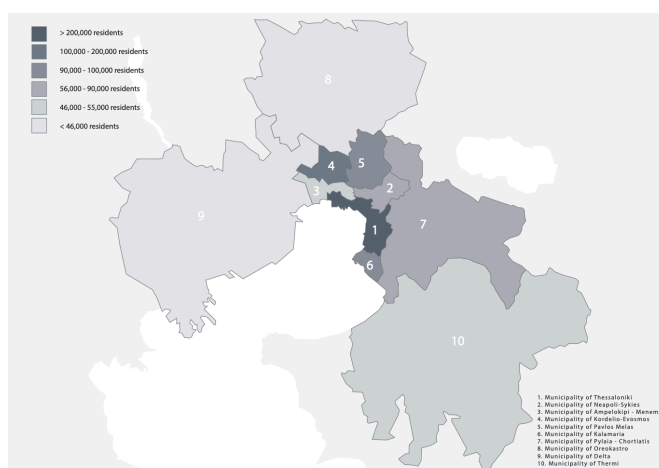 > 200,000 residents
100,000 - 200,000 residents
90,000 - 100,000 residents
56,000 - 90,000 residents
46,000 - 55,000 residents
< 46,000 residents
8
4
5
3
2
9
1
7
6
10
1. Municipality of Thessaloniki
2. Municipality of Neapoli-Sykies
3. Municipality of Ampelokipi - Menem
4. Municipality of Kordelio-Evosmos
5. Municipality of Pavlos Melas
6. Municipality of Kalamaria
7. Municipality of Pylaia - Chortiatis
8. Municipality of Oreokastro
9. Municipality of Delta
10. Municipality of Thermi